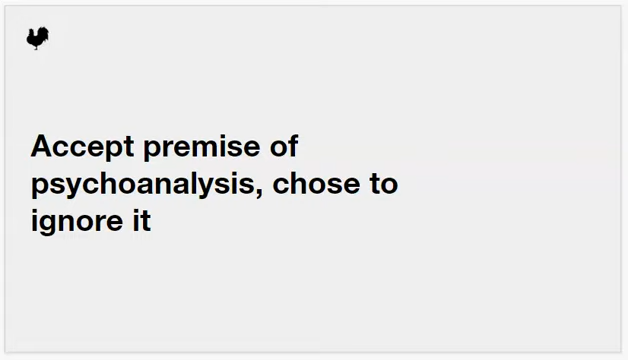 Accept premise of
psychoanalysis, chose to
ignore it